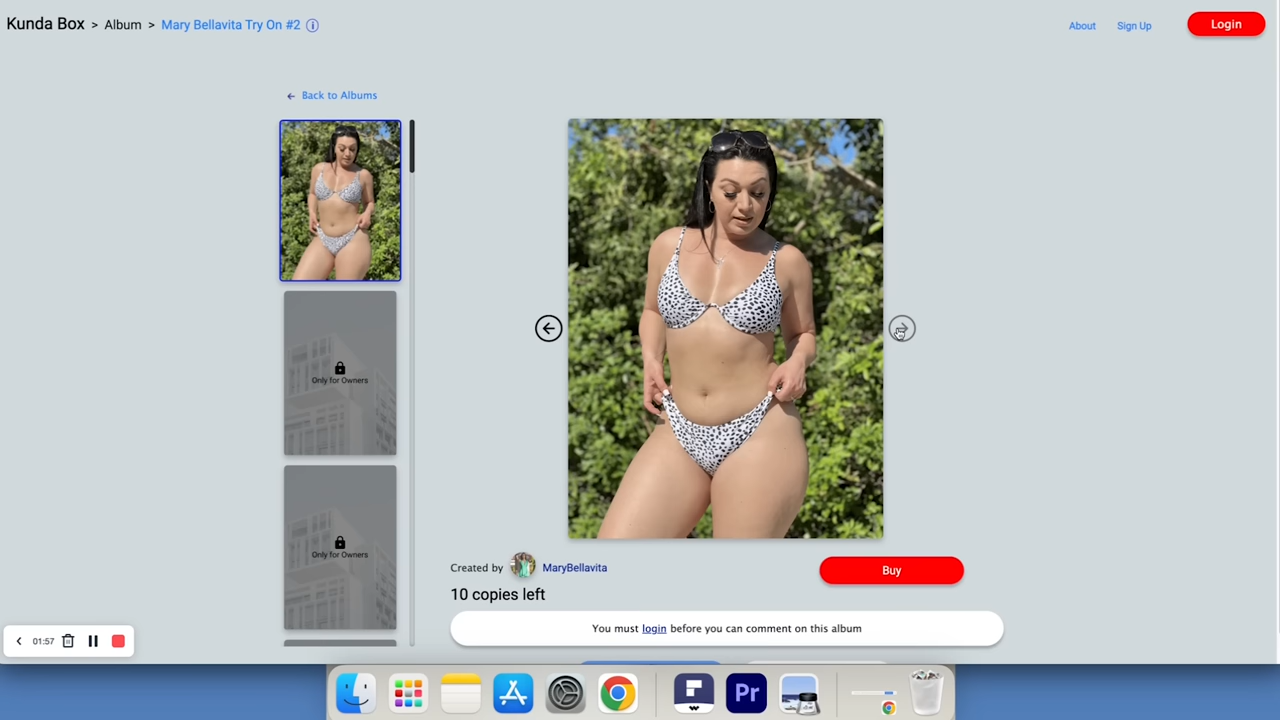 Kunda Box > Album > Mary Bellavita Try On #2
About
Sign Up
Login
Back to Albums
Only for Owners
Only for Owners
Created by MaryBellavita
Buy
10 copies left
You must login before you can comment on this album
01:57
Pr